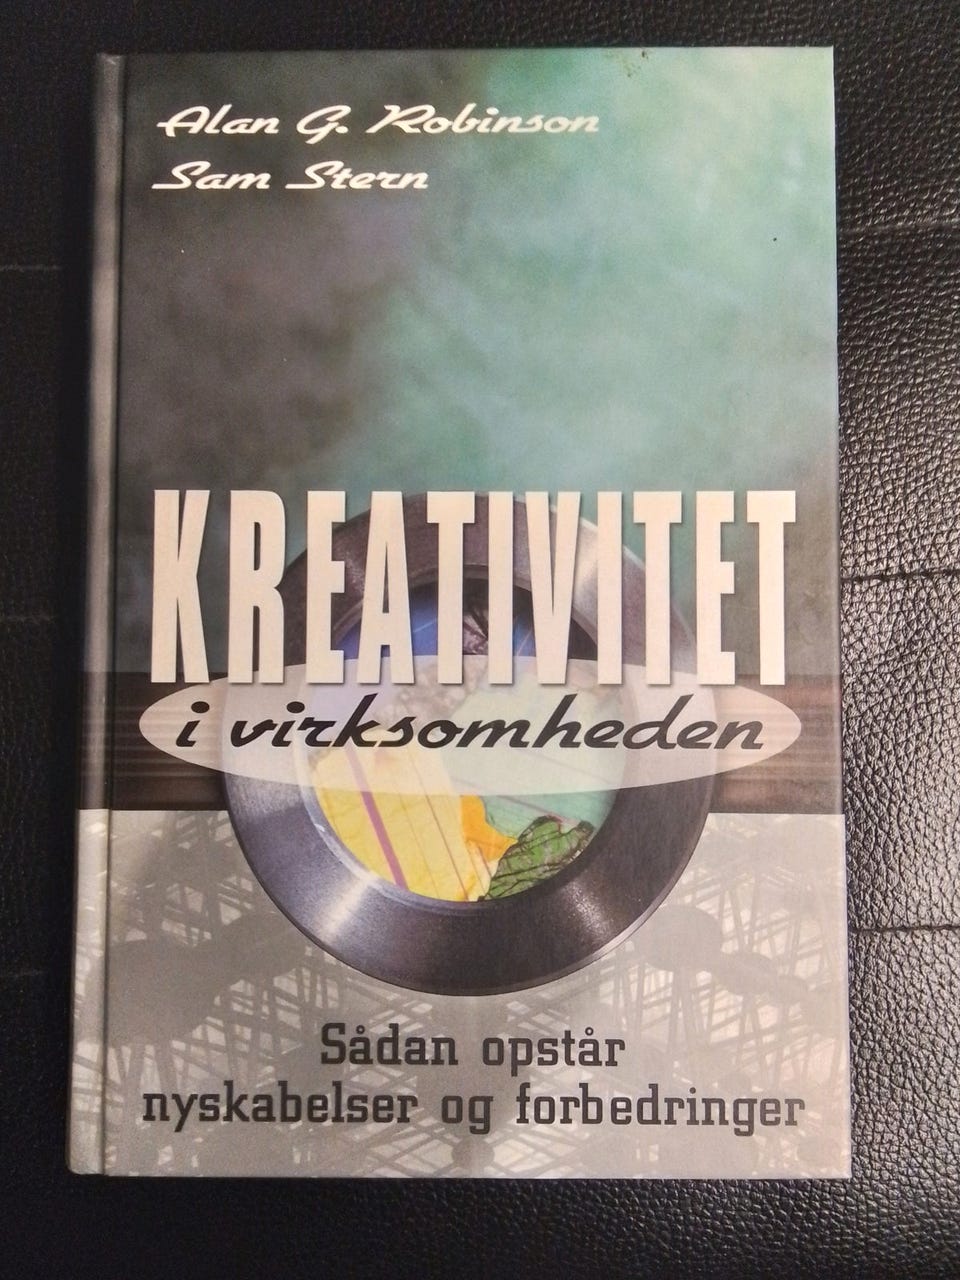 Alan G. Robinson
Sam Stern
KREATIVITET
i virksomheden
Sådan opstår
nyskabelser og forbedringer